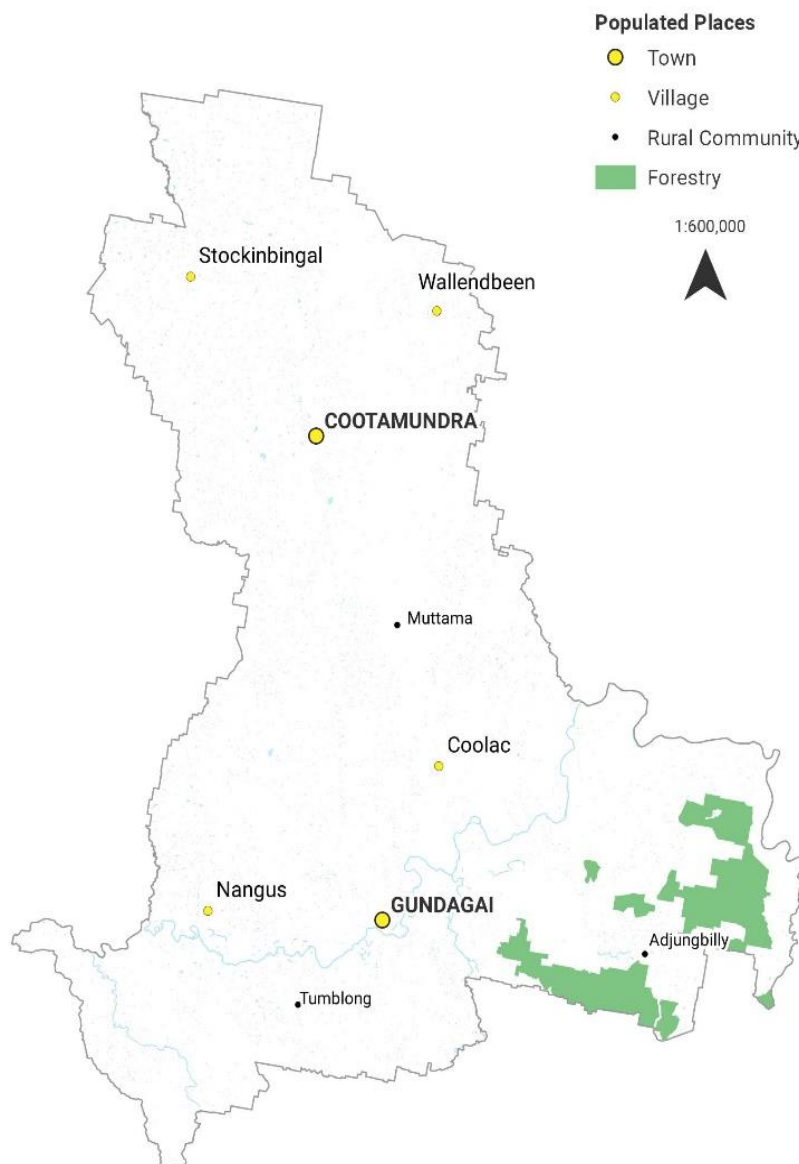 Populated Places
Town
Village
Rural Community
Forestry
1:600,000
Stockinbingal
Wallendbeen
COOTAMUNDRA
Muttama
Coolac
Nangus
GUNDAGAI
Adjungbilly
Tumblong